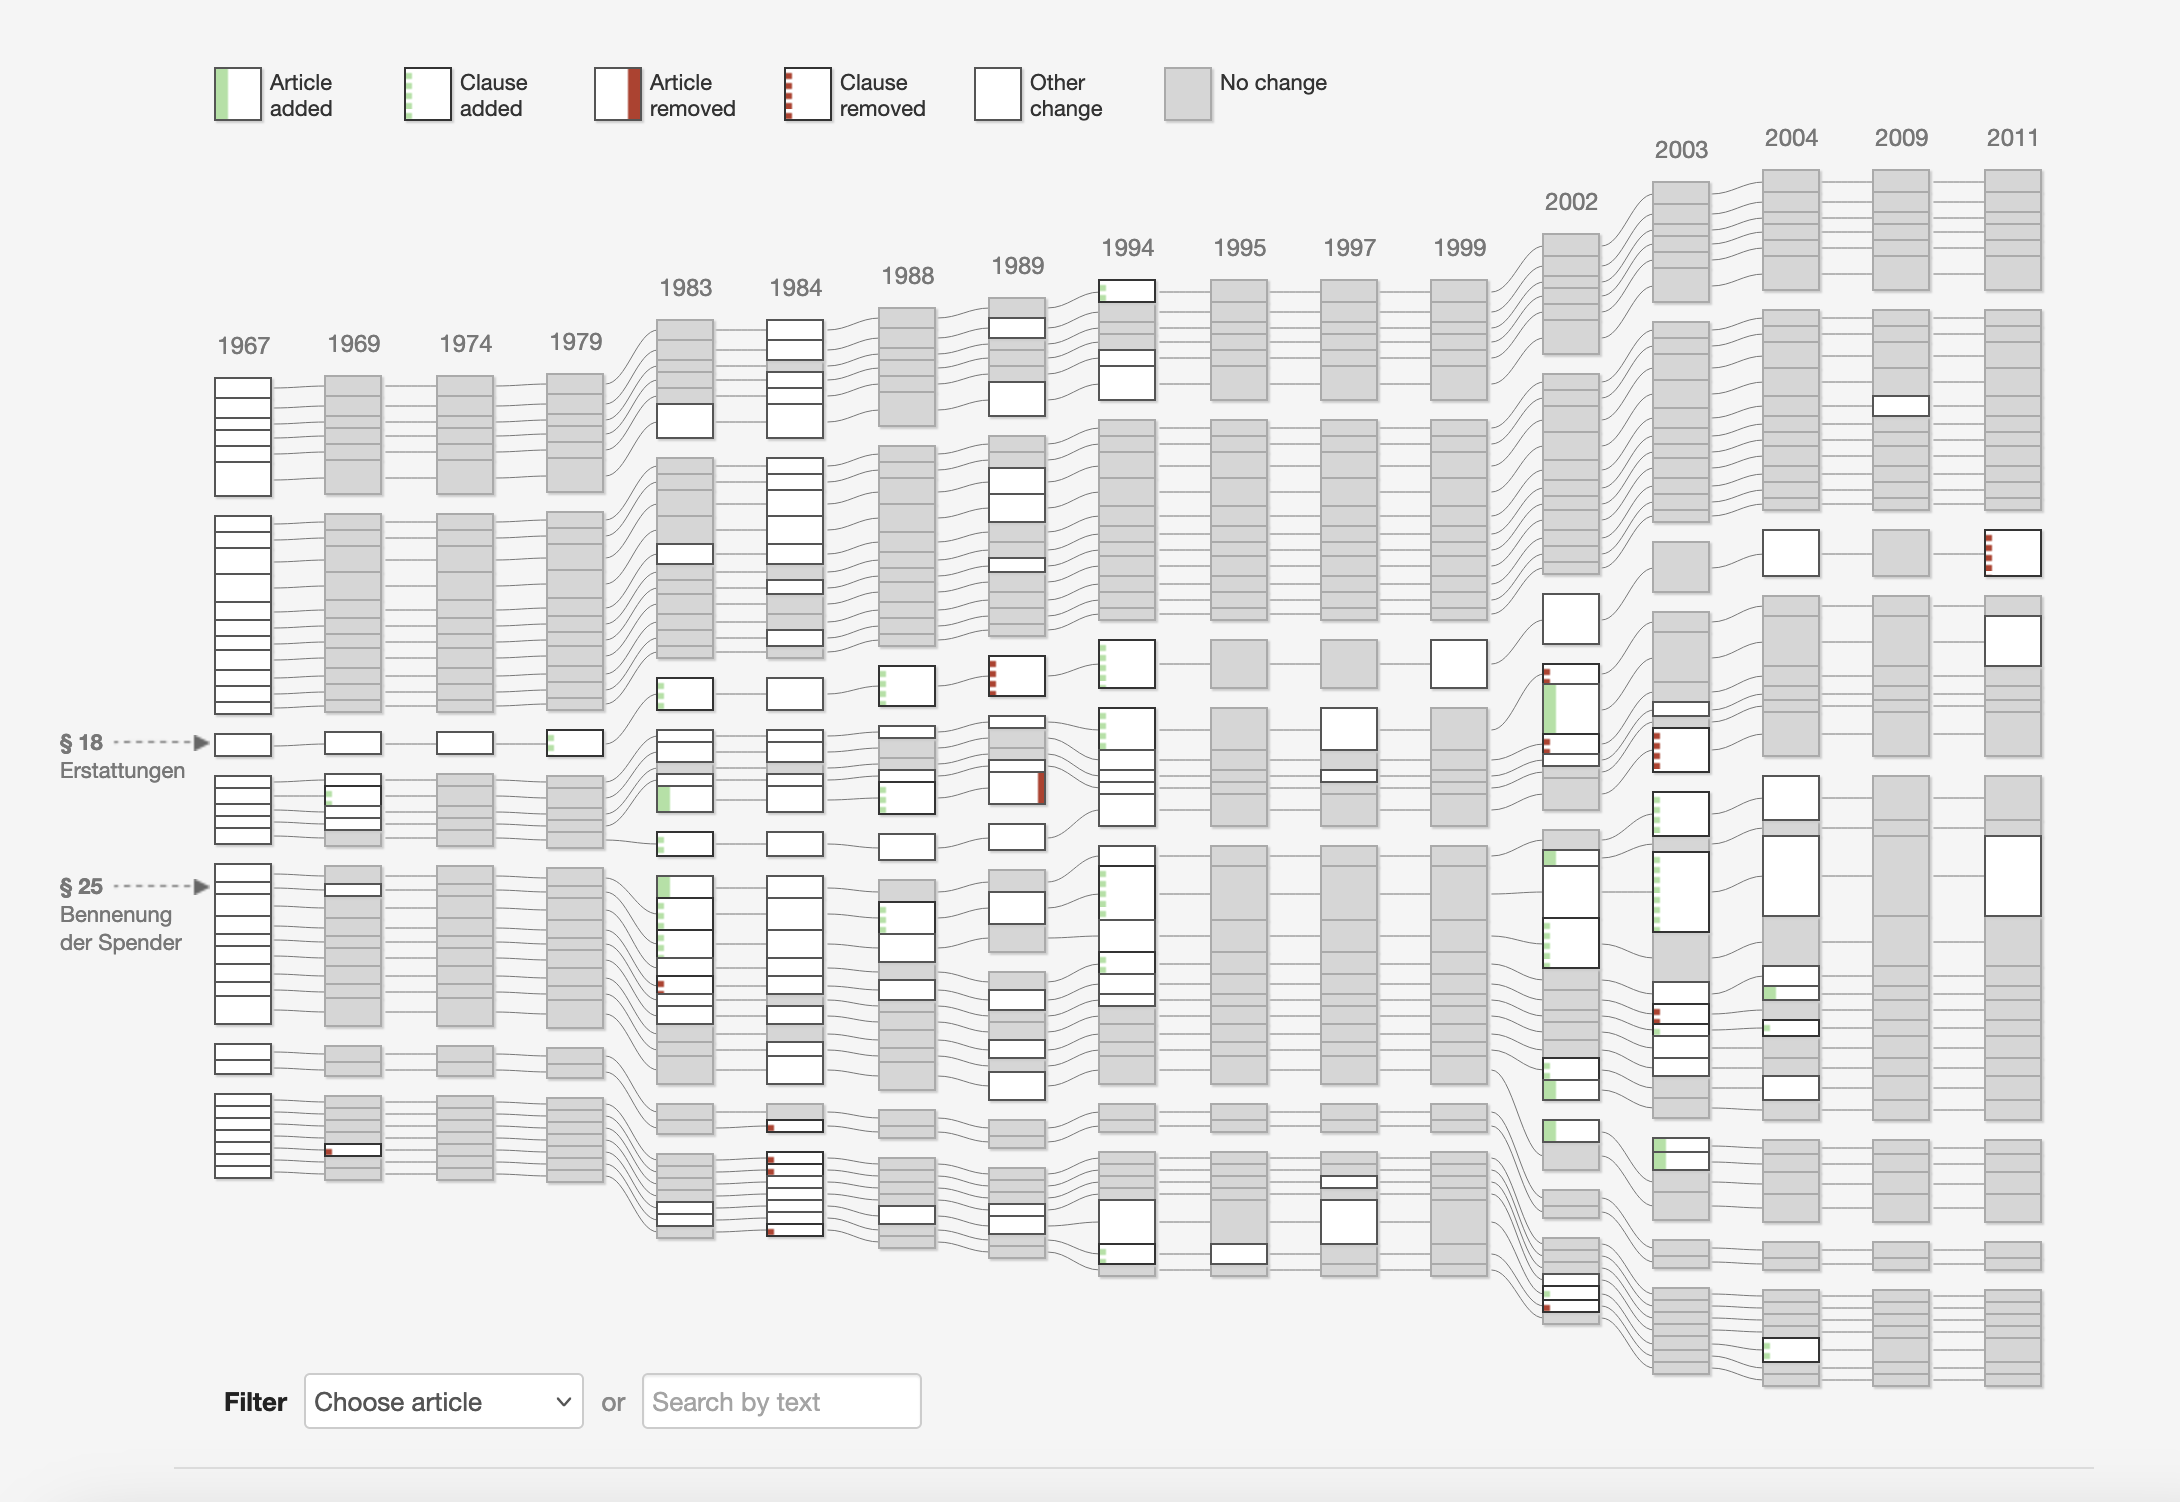 Article added
Clause added
Article removed
Clause removed
Other change
No change
1967
1969
1974
1979
1983
1984
1988
1989
1994
1995
1997
1999
2002
2003
2004
2009
2011
§ 18
Erstattungen
§ 25
Bennenung
der Spender
Filter Choose article or Search by text